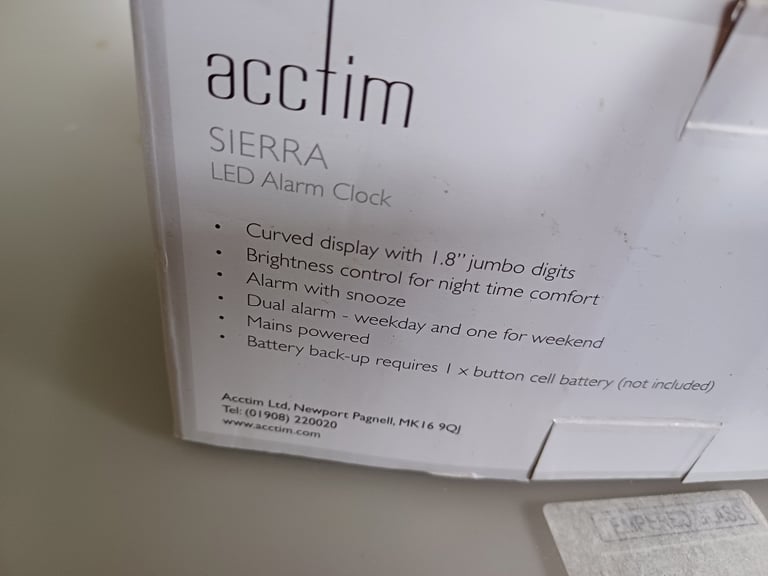 acctim
SIERRA
LED Alarm Clock
• Curved display with 1.8" jumbo digits
• Brightness control for night time comfort
• Alarm with snooze
• Dual alarm - weekday and one for weekend
• Mains powered
• Battery back-up requires 1 x button cell battery (not included)
Acctim Ltd, Newport Pagnell, MK16 9QJ
Tel: (01908) 220020
www.acctim.com
TEMPERED GLASS